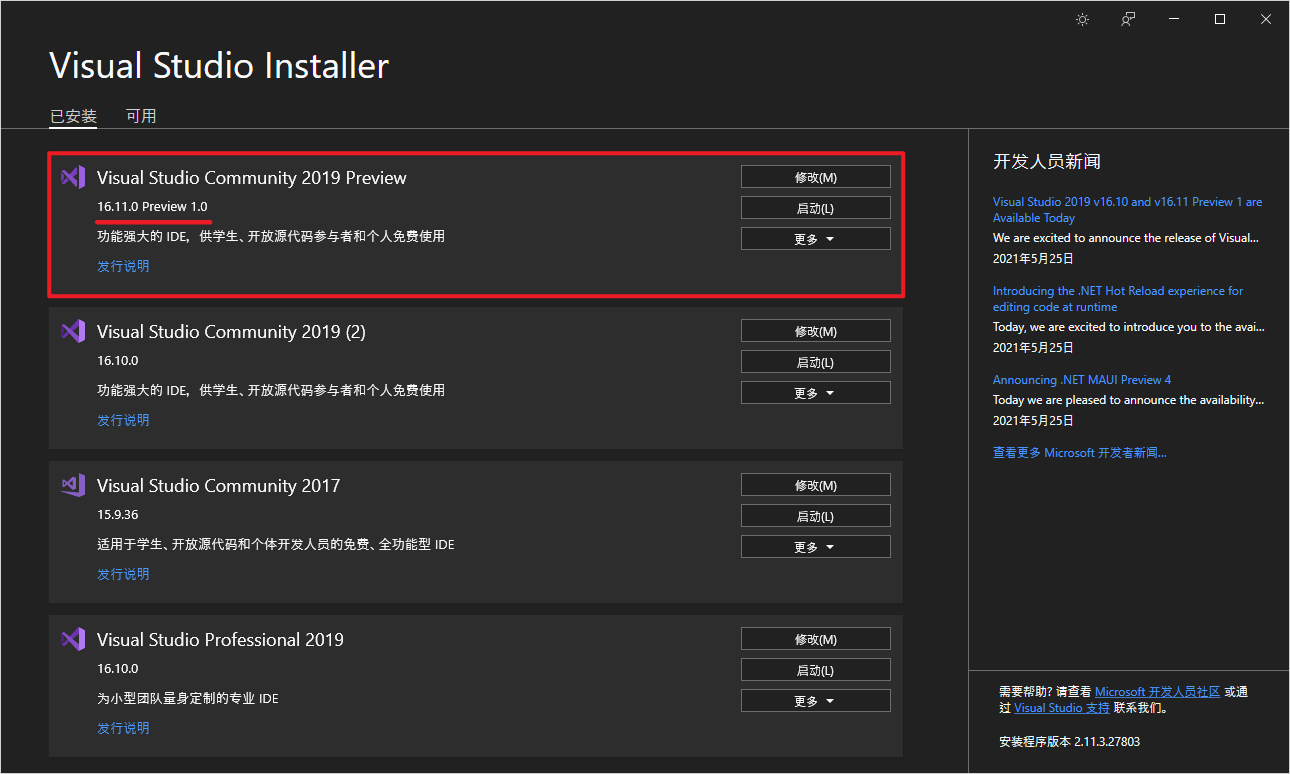 Visual Studio Installer
已安装
可用
Visual Studio Community 2019 Preview
16.11.0 Preview 1.0
功能强大的 IDE，供学生、开放源代码参与者和个人免费使用
发行说明
修改(M)
启动(L)
更多
Visual Studio Community 2019 (2)
16.10.0
功能强大的 IDE，供学生、开放源代码参与者和个人免费使用
发行说明
修改(M)
启动(L)
更多
Visual Studio Community 2017
15.9.36
适用于学生、开放源代码和个体开发人员的免费、全功能型 IDE
发行说明
修改(M)
启动(L)
更多
Visual Studio Professional 2019
16.10.0
为小型团队量身定制的专业 IDE
发行说明
修改(M)
启动(L)
更多
开发人员新闻
Visual Studio 2019 v16.10 and v16.11 Preview 1 are
Available Today
We are excited to announce the release of Visual...
2021年5月25日
Introducing the .NET Hot Reload experience for
editing code at runtime
Today, we are excited to introduce you to the avai...
2021年5月25日
Announcing .NET MAUI Preview 4
Today we are pleased to announce the availability...
2021年5月25日
查看更多 Microsoft 开发者新闻...
需要帮助? 请查看 Microsoft 开发人员社区 或通
过 Visual Studio 支持 联系我们。
安装程序版本 2.11.3.27803